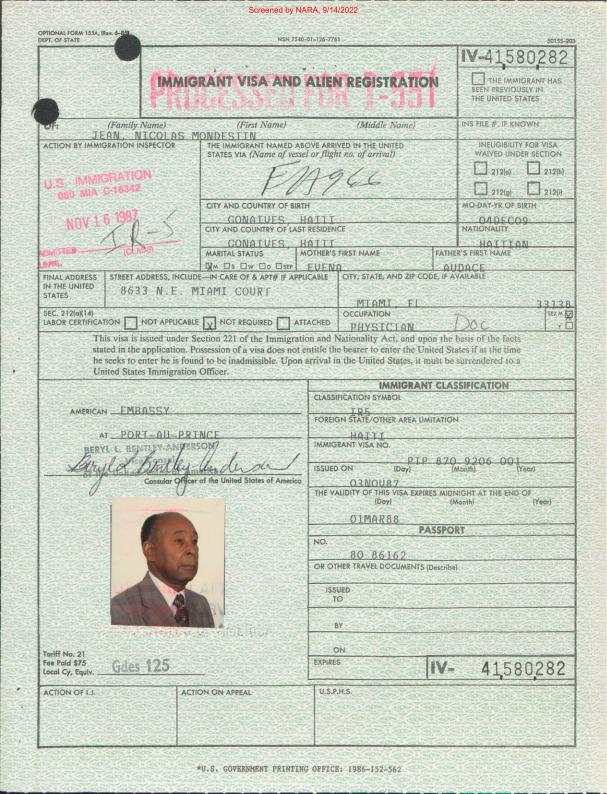 Screened by NARA, 9/14/2022
OPTIONAL FORM 155A, (Rev. 6-85)
DEPT. OF STATE
NSN 7540-01-126-7761
50155-203
IMMIGRANT VISA AND ALIEN REGISTRATION
PROCESSED FOR I-551
IV-41580282
THE IMMIGRANT HAS
BEEN PREVIOUSLY IN
THE UNITED STATES
OF:
(Family Name) (First Name) (Middle Name)
JEAN, NICOLAS MONDESTIN
INS FILE #, IF KNOWN
ACTION BY IMMIGRATION INSPECTOR
U.S. IMMIGRATION
NOV 16 1987
IR-5
(CLASS)
THE IMMIGRANT NAMED ABOVE ARRIVED IN THE UNITED
STATES VIA (Name of vessel or flight no. of arrival)
INELIGIBILITY FOR VISA
WAIVED UNDER SECTION
212(e) 212(h)
212(g) 212(i)
CITY AND COUNTRY OF BIRTH
GONAIVES, HAITI
MO-DAY-YR OF BIRTH
04DEC09
CITY AND COUNTRY OF LAST RESIDENCE
GONAIVES, HAITI
NATIONALITY
HAITIAN
MARITAL STATUS
M S W D SEP
MOTHER'S FIRST NAME
FATHER'S FIRST NAME
AUDACE
FINAL ADDRESS
IN THE UNITED
STATES
STREET ADDRESS, INCLUDE—IN CARE OF & APT# IF APPLICABLE
8633 N.E. MIAMI COURT
CITY, STATE, AND ZIP CODE, IF AVAILABLE
MIAMI, Fl 33138
SEC. 212(a)(14)
LABOR CERTIFICATION NOT APPLICABLE X NOT REQUIRED ATTACHED
OCCUPATION
PHYSICIAN DOC
SEX M
F
This visa is issued under Section 221 of the Immigration and Nationality Act, and upon the basis of the facts
stated in the application. Possession of a visa does not entitle the bearer to enter the United States if at the time
he seeks to enter he is found to be inadmissible. Upon arrival in the United States, it must be surrendered to a
United States Immigration Officer.
AMERICAN EMBASSY
AT PORT-AU-PRINCE
BERYL L. BENTLEY-ANDERSON
Beryl L Bentley-Anderson
Consular Officer of the United States of America
IMMIGRANT CLASSIFICATION
CLASSIFICATION SYMBOL
IR5
FOREIGN STATE/OTHER AREA LIMITATION
HAITI
IMMIGRANT VISA NO.
PTP 870 9206 001
ISSUED ON (Day) (Month) (Year)
03NOV87
THE VALIDITY OF THIS VISA EXPIRES MIDNIGHT AT THE END OF
(Day) (Month) (Year)
01MAR88
PASSPORT
NO.
80 86162
OR OTHER TRAVEL DOCUMENTS (Describe)
ISSUED
TO
BY
ON
EXPIRES
IV- 41580282
Tariff No. 21
Fee Paid $75
Local Cy, Equiv. Gdes 125
ACTION OF I.J.
ACTION ON APPEAL
U.S.P.H.S.
*U.S. GOVERNMENT PRINTING OFFICE: 1986-152-562